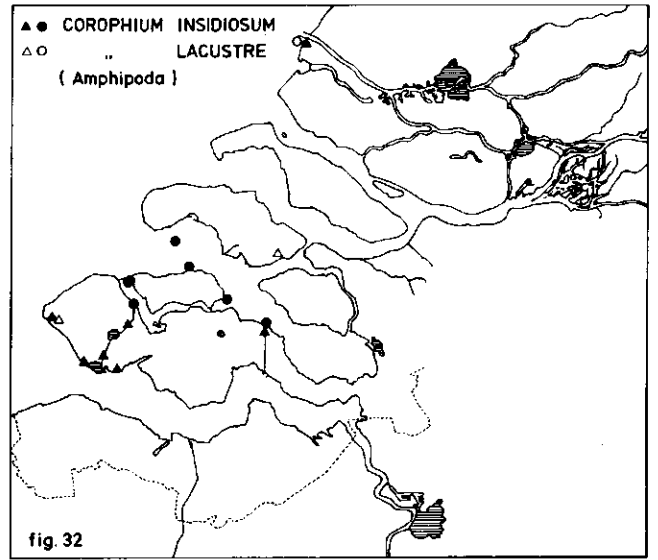 ▲ ● COROPHIUM INSIDIOSUM
△ ○ „ LACUSTRE
( Amphipoda )
fig. 32